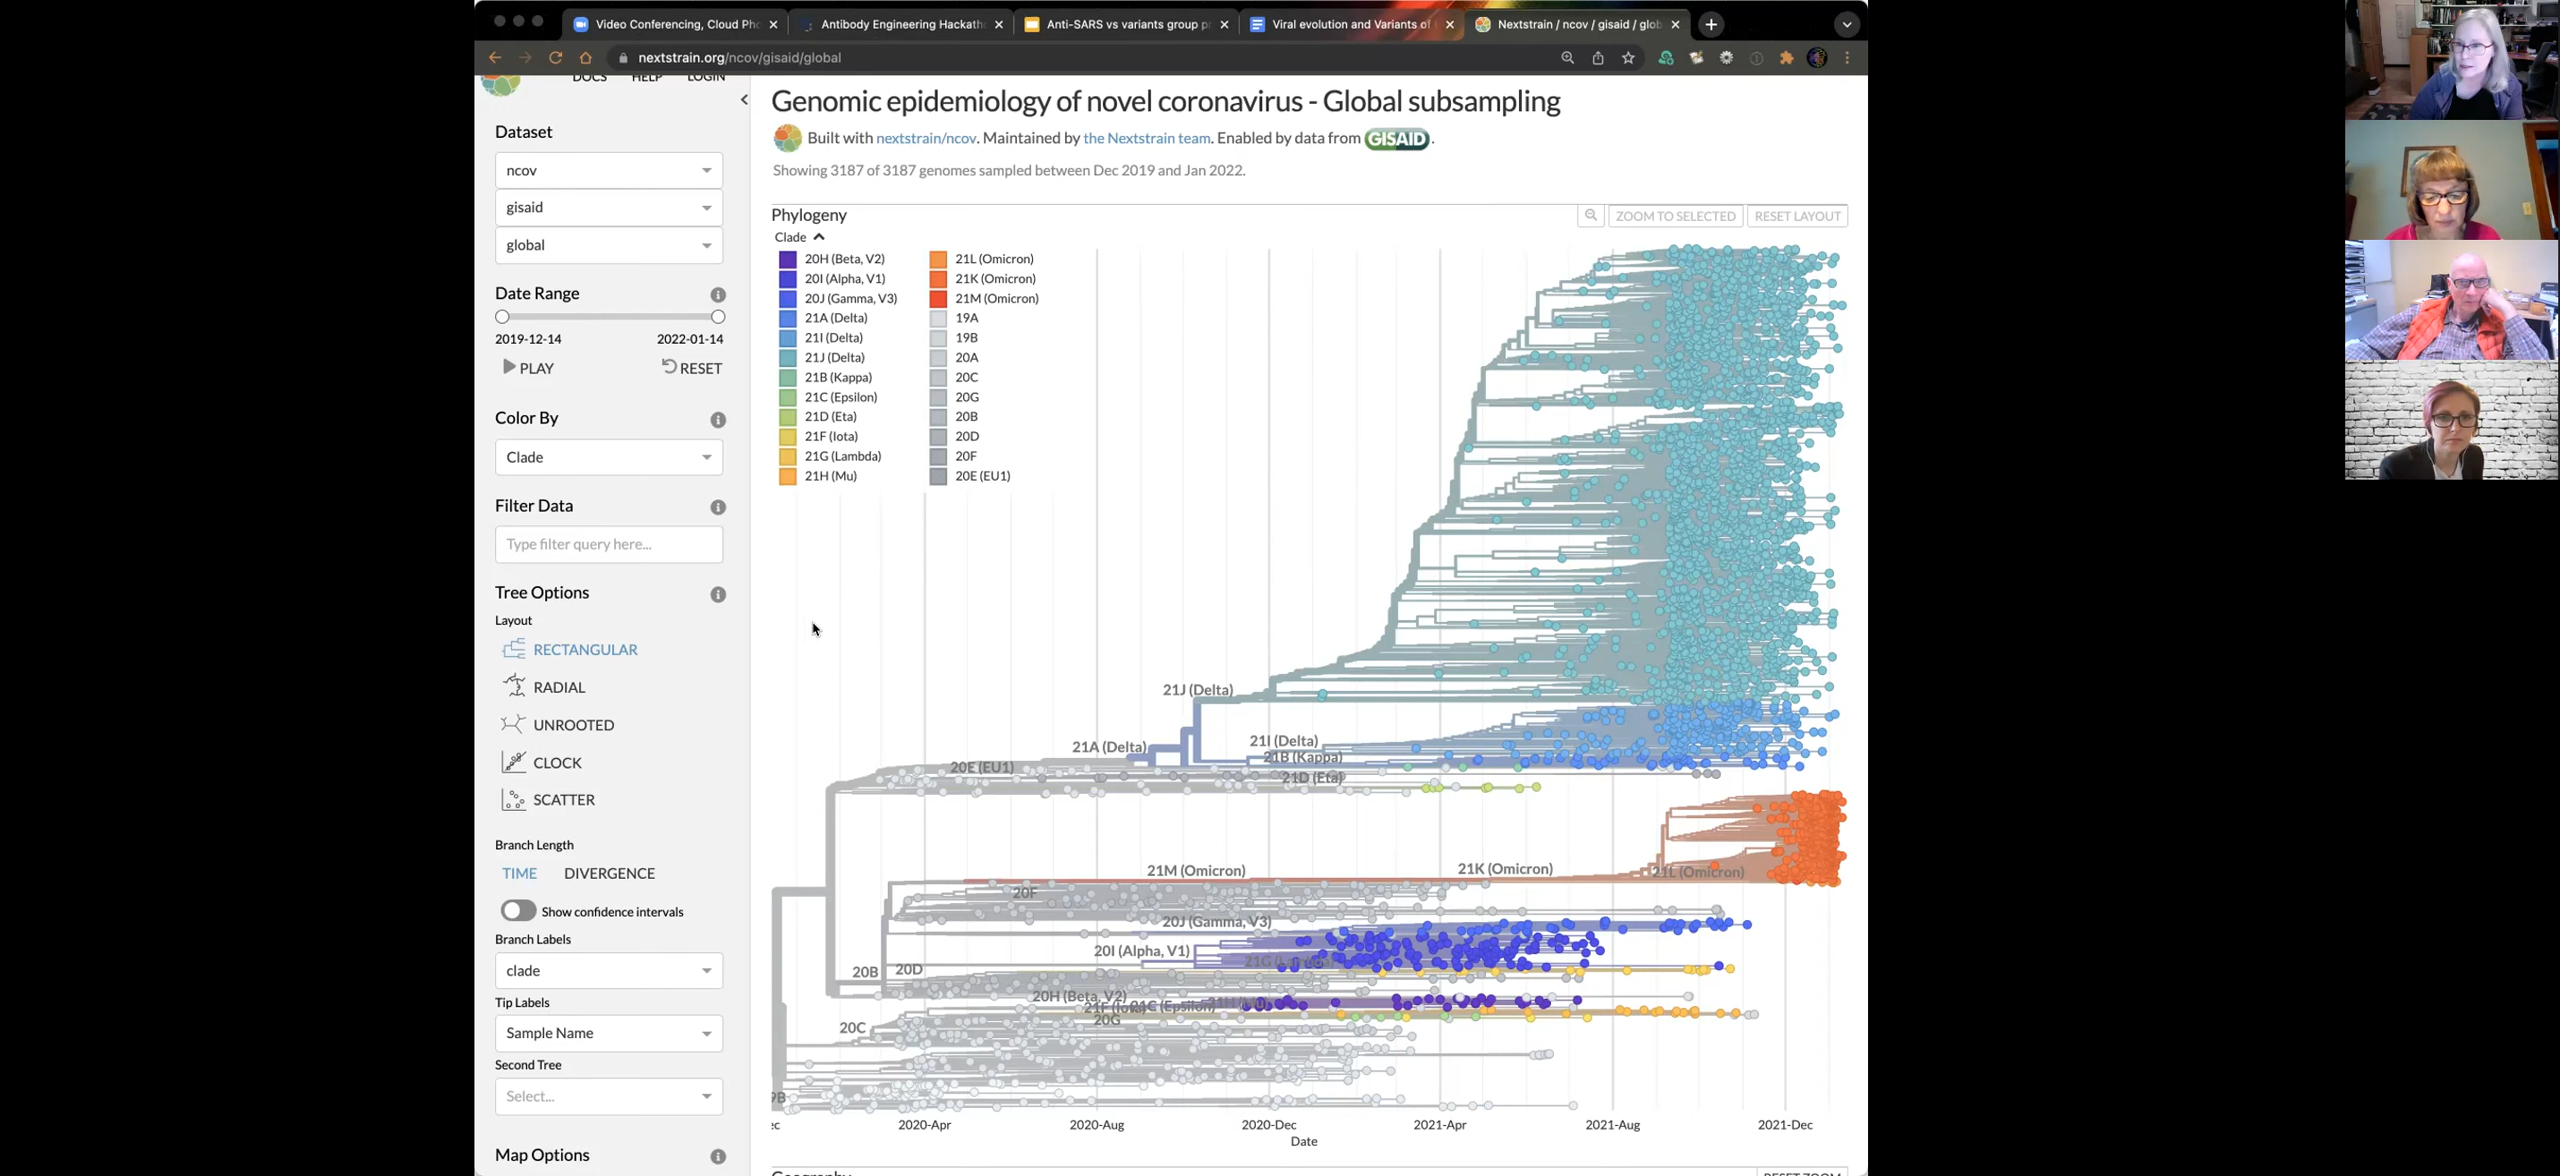 Video Conferencing, Cloud Pho
Antibody Engineering Hackath
Anti-SARS vs variants group p
Viral evolution and Variants of
Nextstrain / ncov / gisaid / glob
nextstrain.org/ncov/gisaid/global
DOCS HELP LOGIN
Dataset
ncov
gisaid
global
Date Range
2019-12-14 2022-01-14
PLAY RESET
Color By
Clade
Filter Data
Type filter query here...
Tree Options
Layout
RECTANGULAR
RADIAL
UNROOTED
CLOCK
SCATTER
Branch Length
TIME DIVERGENCE
Show confidence intervals
Branch Labels
clade
Tip Labels
Sample Name
Second Tree
Select...
Map Options
Genomic epidemiology of novel coronavirus - Global subsampling
Built with nextstrain/ncov. Maintained by the Nextstrain team. Enabled by data from GISAID.
Showing 3187 of 3187 genomes sampled between Dec 2019 and Jan 2022.
Phylogeny
ZOOM TO SELECTED
RESET LAYOUT
Clade
20H (Beta, V2)
20I (Alpha, V1)
20J (Gamma, V3)
21A (Delta)
21I (Delta)
21J (Delta)
21B (Kappa)
21C (Epsilon)
21D (Eta)
21F (Iota)
21G (Lambda)
21H (Mu)
21L (Omicron)
21K (Omicron)
21M (Omicron)
19A
19B
20A
20C
20G
20B
20D
20F
20E (EU1)
21J (Delta)
21A (Delta)
21I (Delta)
21B (Kappa)
20E (EU1)
21D (Eta)
21M (Omicron)
21K (Omicron)
21L (Omicron)
20F
20J (Gamma, V3)
20I (Alpha, V1)
21G (Lambda)
20B
20D
20H (Beta, V2)
21C (Epsilon)
20G
20C
9B
ec 2020-Apr 2020-Aug 2020-Dec 2021-Apr 2021-Aug 2021-Dec
Date